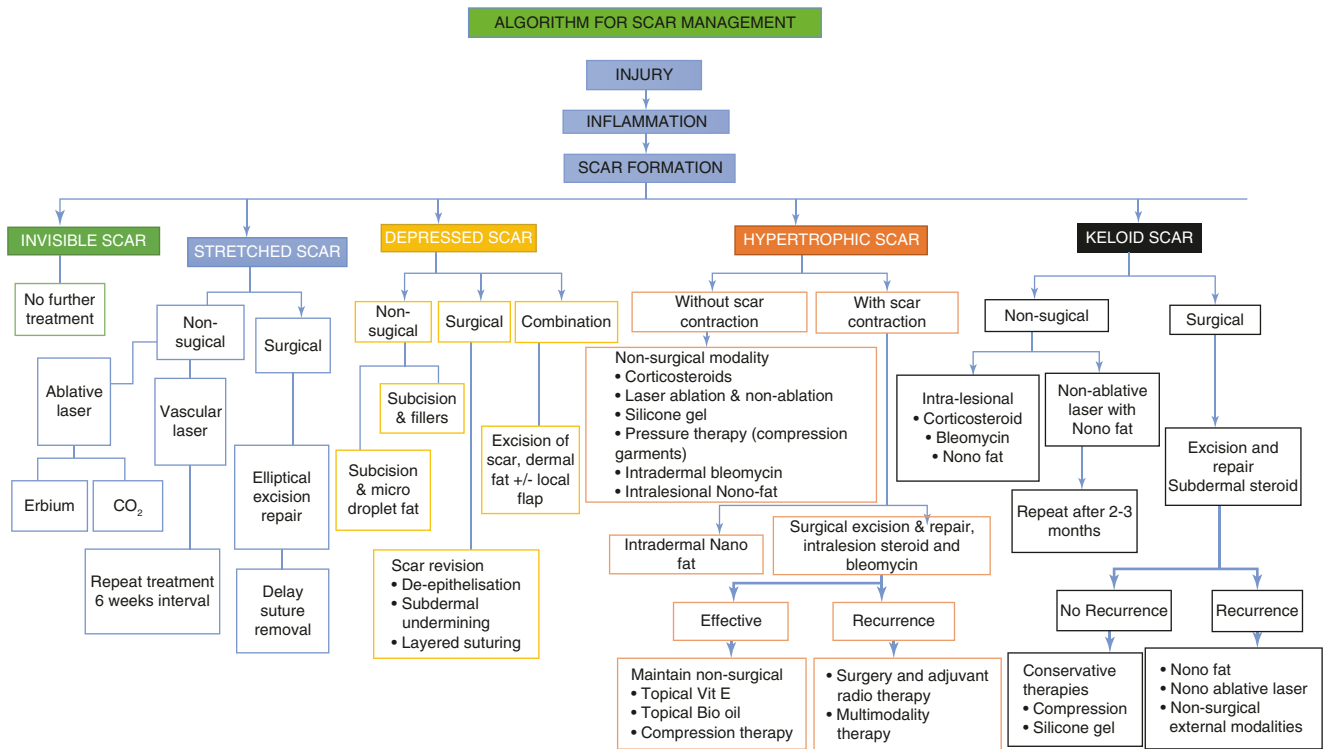 ALGORITHM FOR SCAR MANAGEMENT
INJURY
INFLAMMATION
SCAR FORMATION
INVISIBLE SCAR
No further
treatment
STRETCHED SCAR
Non-
sugical
Surgical
Ablative
laser
Vascular
laser
Erbium
CO₂
Repeat treatment
6 weeks interval
Elliptical
excision
repair
Delay
suture
removal
DEPRESSED SCAR
Non-
sugical
Surgical
Combination
Subcision
& fillers
Subcision
& micro
droplet fat
Excision of
scar, dermal
fat +/- local
flap
Scar revision
• De-epithelisation
• Subdermal
undermining
• Layered suturing
HYPERTROPHIC SCAR
Without scar
contraction
With scar
contraction
Non-surgical modality
• Corticosteroids
• Laser ablation & non-ablation
• Silicone gel
• Pressure therapy (compression
garments)
• Intradermal bleomycin
• Intralesional Nono-fat
Intradermal Nano
fat
Surgical excision & repair,
intralesion steroid and
bleomycin
Effective
Recurrence
Maintain non-surgical
• Topical Vit E
• Topical Bio oil
• Compression therapy
• Surgery and adjuvant
radio therapy
• Multimodality
therapy
KELOID SCAR
Non-sugical
Surgical
Intra-lesional
• Corticosteroid
• Bleomycin
• Nono fat
Non-ablative
laser with
Nono fat
Repeat after 2-3
months
Excision and
repair
Subdermal steroid
No Recurrence
Recurrence
Conservative
therapies
• Compression
• Silicone gel
• Nono fat
• Nono ablative laser
• Non-surgical
external modalities